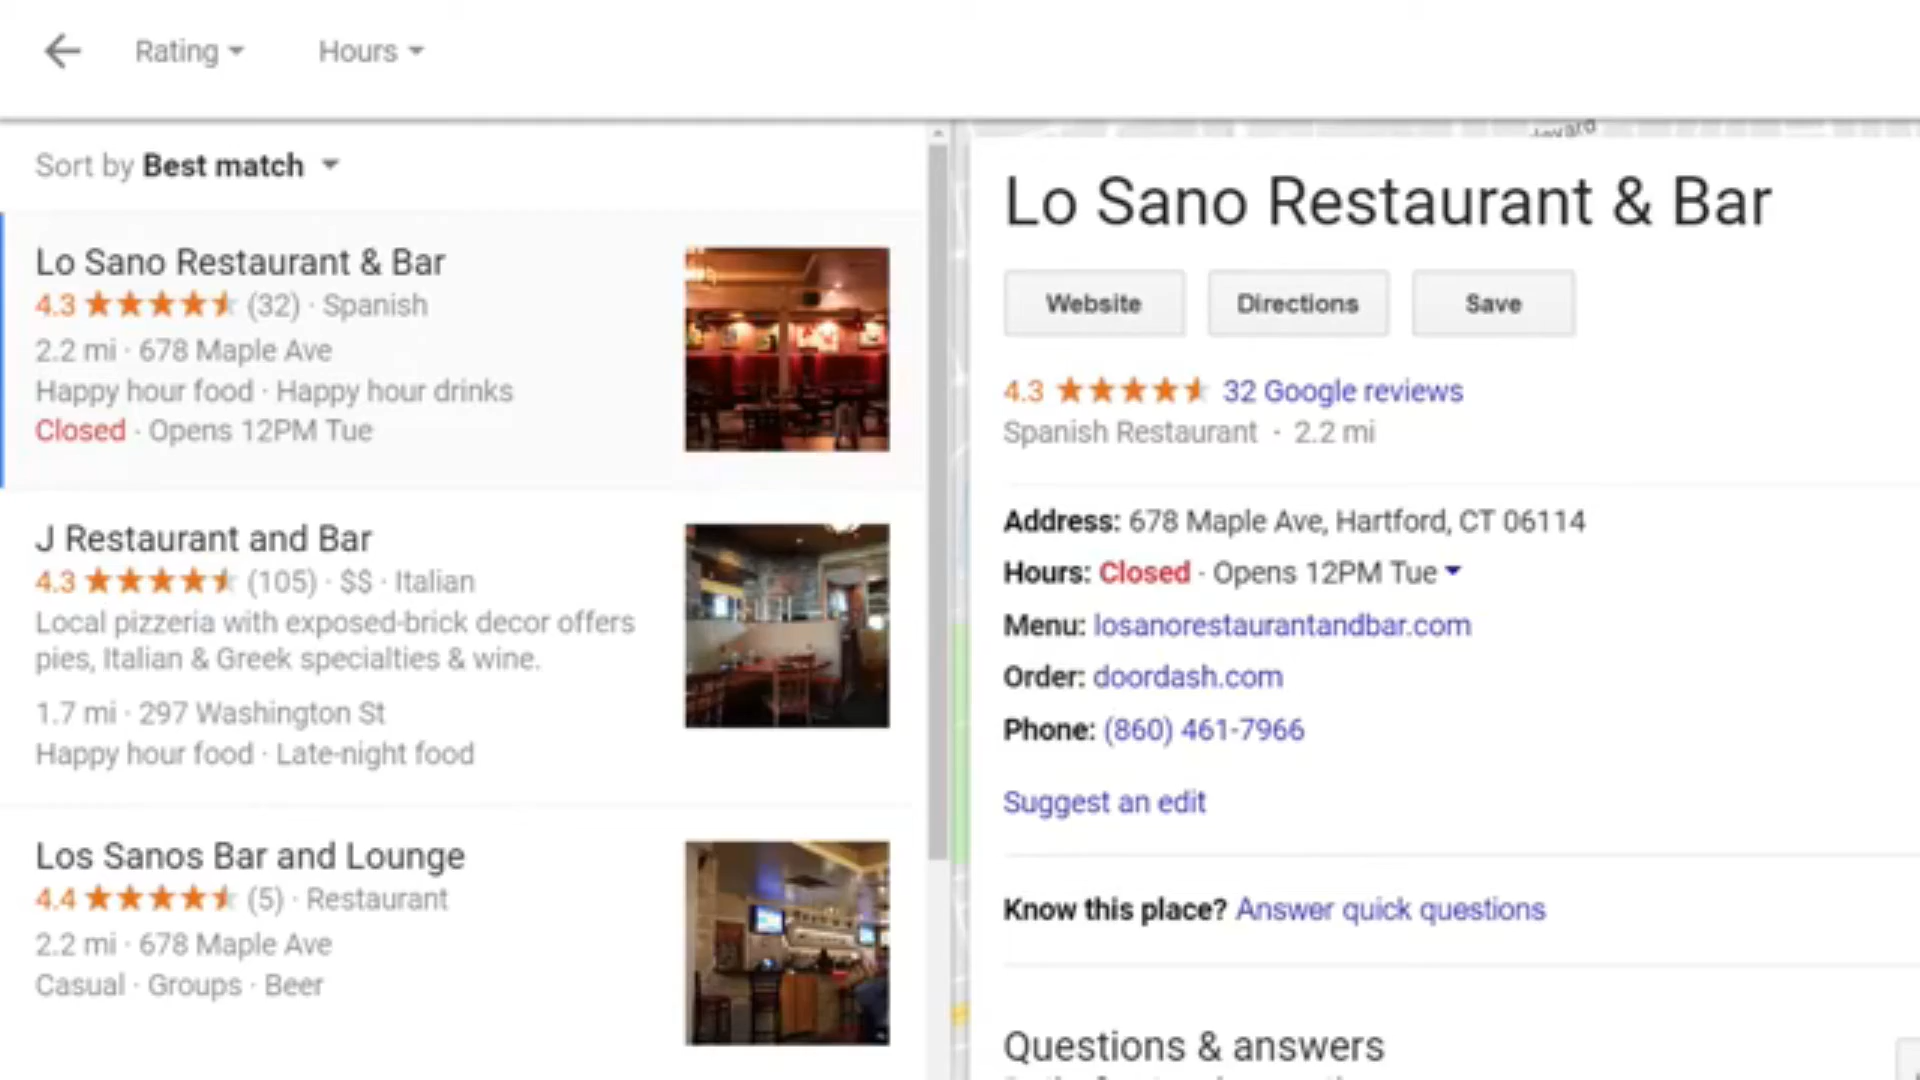 Rating
Hours
Sort by Best match
Lo Sano Restaurant & Bar
4.3 (32) · Spanish
2.2 mi · 678 Maple Ave
Happy hour food · Happy hour drinks
Closed · Opens 12PM Tue
J Restaurant and Bar
4.3 (105) · $$ · Italian
Local pizzeria with exposed-brick decor offers
pies, Italian & Greek specialties & wine.
1.7 mi · 297 Washington St
Happy hour food · Late-night food
Los Sanos Bar and Lounge
4.4 (5) · Restaurant
2.2 mi · 678 Maple Ave
Casual · Groups · Beer
Lo Sano Restaurant & Bar
Website
Directions
Save
4.3 32 Google reviews
Spanish Restaurant · 2.2 mi
Address: 678 Maple Ave, Hartford, CT 06114
Hours: Closed · Opens 12PM Tue
Menu: losanorestaurantandbar.com
Order: doordash.com
Phone: (860) 461-7966
Suggest an edit
Know this place? Answer quick questions
Questions & answers